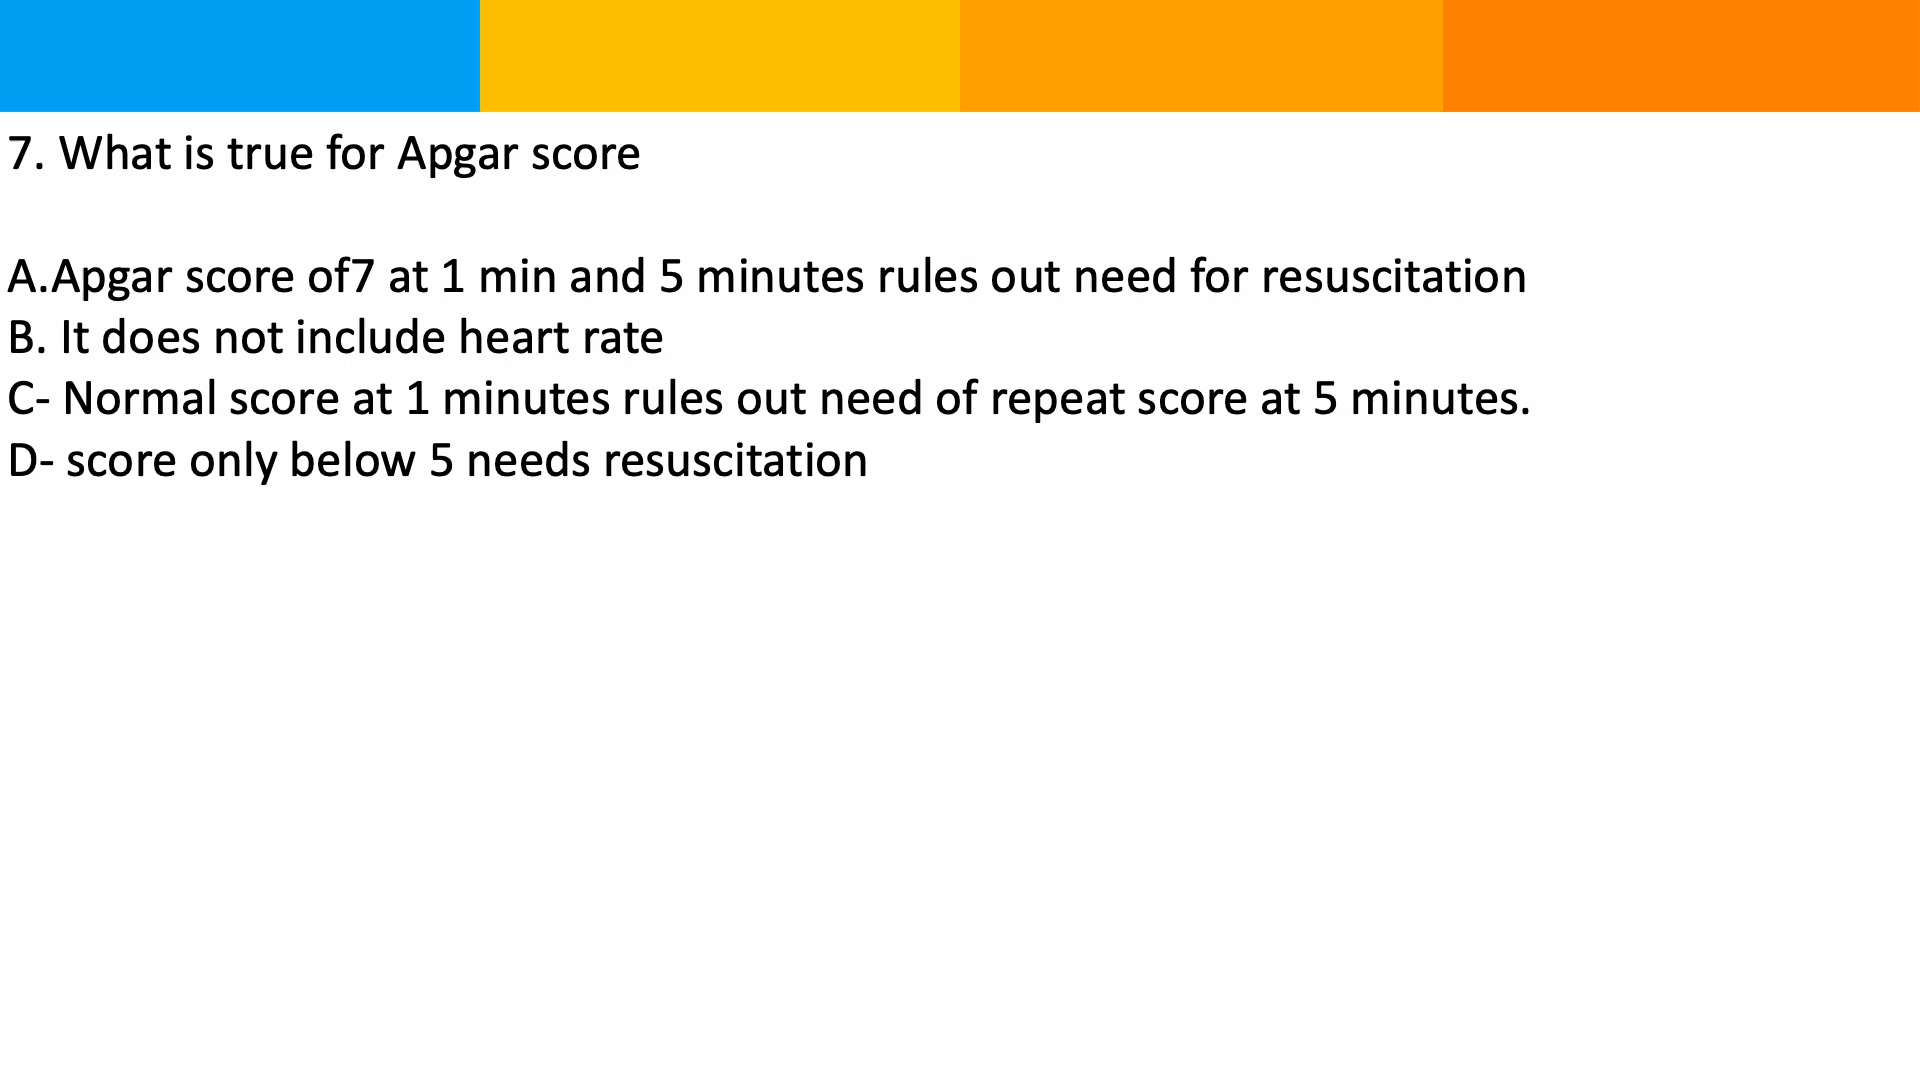 7. What is true for Apgar score
A.Apgar score of7 at 1 min and 5 minutes rules out need for resuscitation
B. It does not include heart rate
C- Normal score at 1 minutes rules out need of repeat score at 5 minutes.
D- score only below 5 needs resuscitation